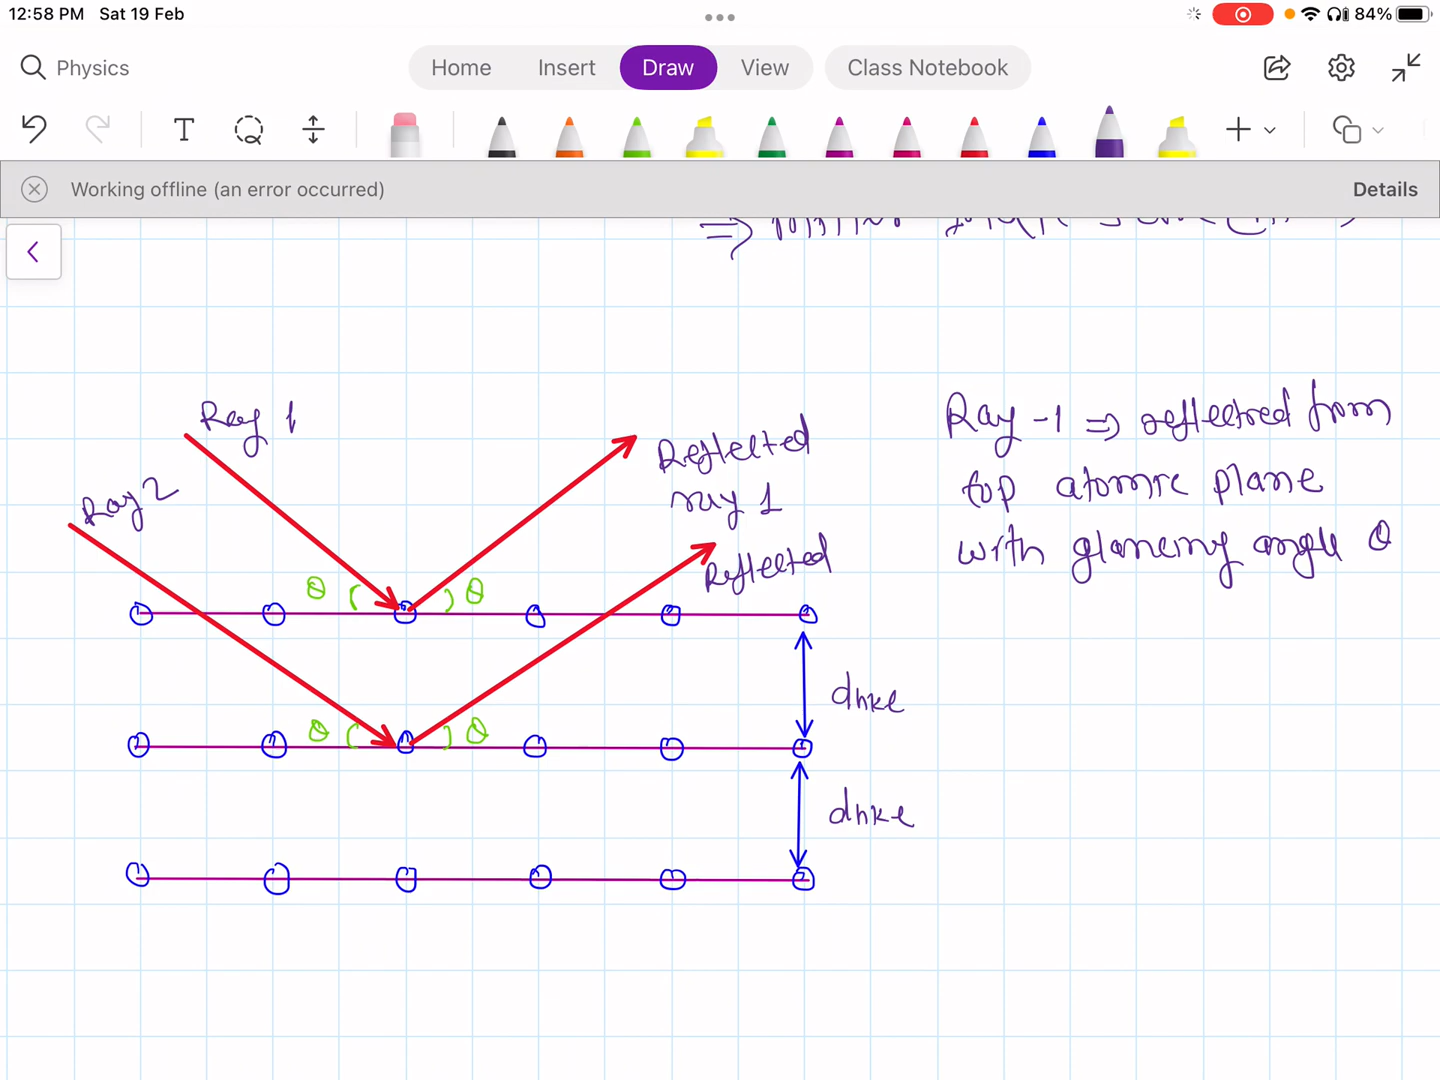 12:58 PM Sat 19 Feb
84%
Physics
Home Insert Draw View Class Notebook
T
Working offline (an error occurred) Details
⇒
Ray 1
Ray 2
Reflected
ray 1
Reflected
θ θ
θ θ
dhkl
dhkl
Ray -1 ⇒ reflectred from
top atomic plane
with glancing angle θ